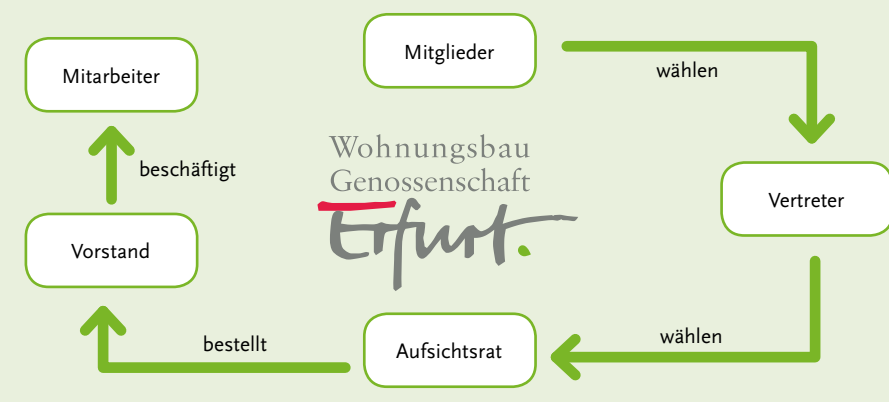 Mitglieder
wählen
Vertreter
wählen
Aufsichtsrat
bestellt
Vorstand
beschäftigt
Mitarbeiter
Wohnungsbau
Genossenschaft
Erfurt.